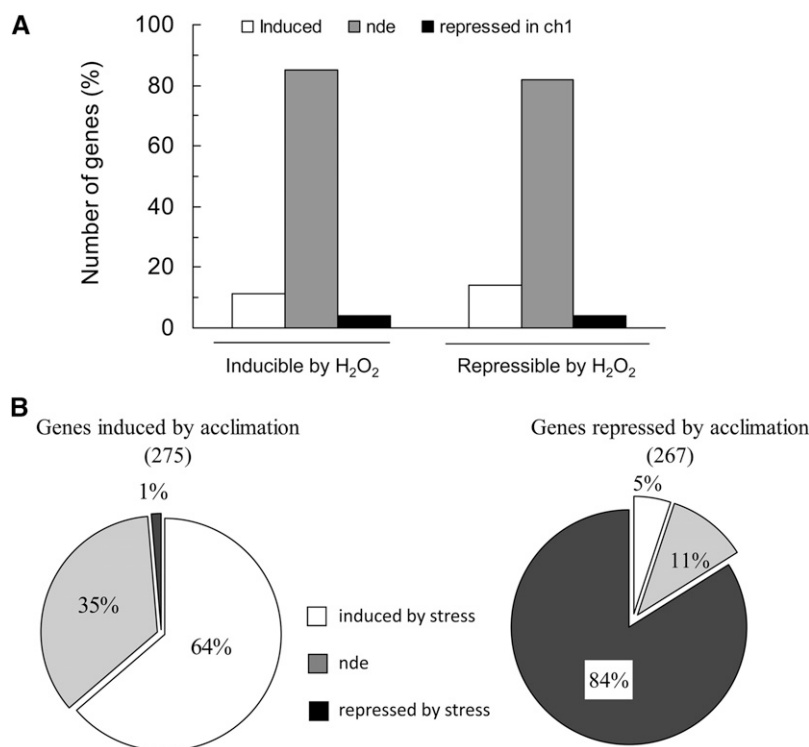 A
Induced nde repressed in ch1
Number of genes (%)
100
80
60
40
20
0
Inducible by H₂O₂ Repressible by H₂O₂
B
Genes induced by acclimation
(275)
1%
35%
64%
induced by stress
nde
repressed by stress
Genes repressed by acclimation
(267)
5%
11%
84%